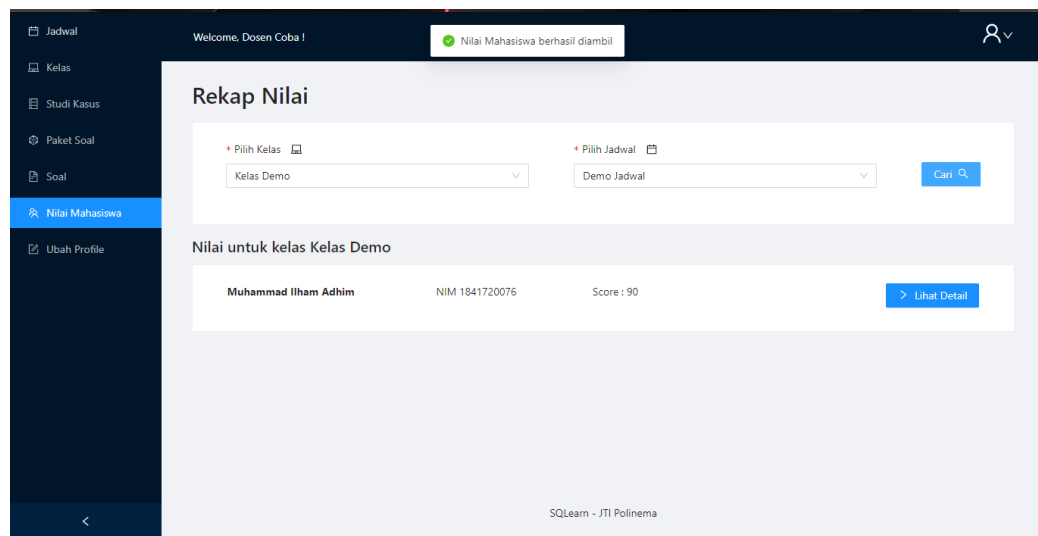 Jadwal
Kelas
Studi Kasus
Paket Soal
Soal
Nilai Mahasiswa
Ubah Profile
Welcome, Dosen Coba !
Nilai Mahasiswa berhasil diambil
Rekap Nilai
* Pilih Kelas
* Pilih Jadwal
Kelas Demo
Demo Jadwal
Cari
Nilai untuk kelas Kelas Demo
Muhammad Ilham Adhim
NIM 1841720076
Score : 90
Lihat Detail
SQLearn - JTI Polinema